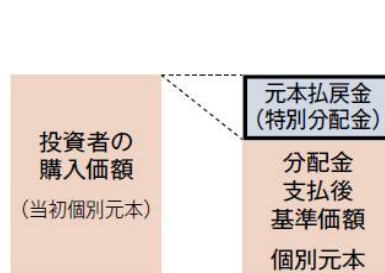 投資者の
購入価額
（当初個別元本）
元本払戻金
（特別分配金）
分配金
支払後
基準価額
個別元本